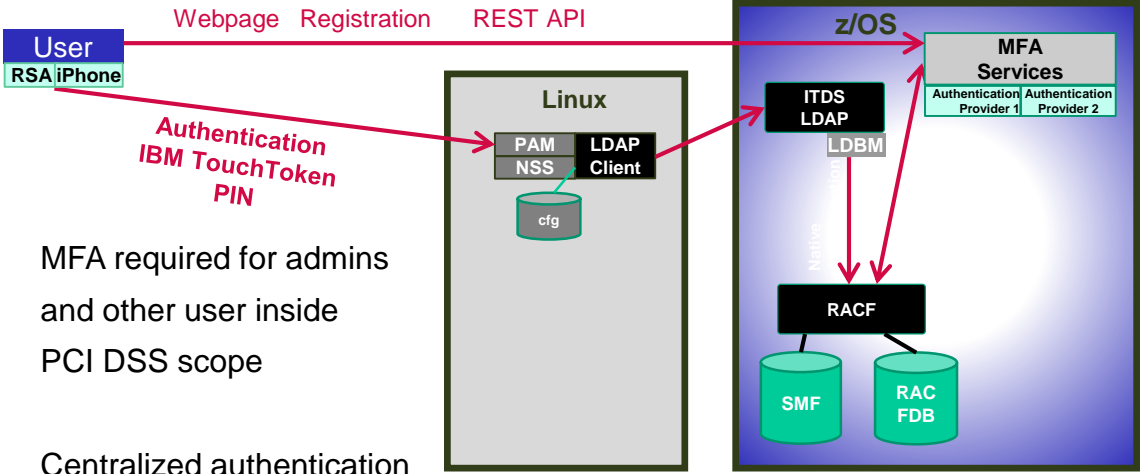 Webpage Registration REST API
User
RSA iPhone
Authentication
IBM TouchToken
PIN
MFA required for admins
and other user inside
PCI DSS scope
Centralized authentication
Linux
PAM
LDAP
NSS
Client
cfg
z/OS
MFA
Services
Authentication Authentication
Provider 1 Provider 2
ITDS
LDAP
LDBM
Native
RACF
SMF
RAC
FDB